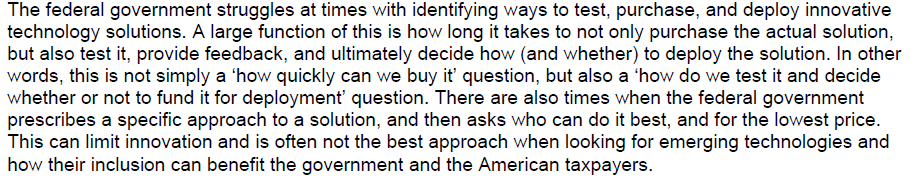 The federal government struggles at times with identifying ways to test, purchase, and deploy innovative
technology solutions. A large function of this is how long it takes to not only purchase the actual solution,
but also test it, provide feedback, and ultimately decide how (and whether) to deploy the solution. In other
words, this is not simply a ‘how quickly can we buy it’ question, but also a ‘how do we test it and decide
whether or not to fund it for deployment’ question. There are also times when the federal government
prescribes a specific approach to a solution, and then asks who can do it best, and for the lowest price.
This can limit innovation and is often not the best approach when looking for emerging technologies and
how their inclusion can benefit the government and the American taxpayers.